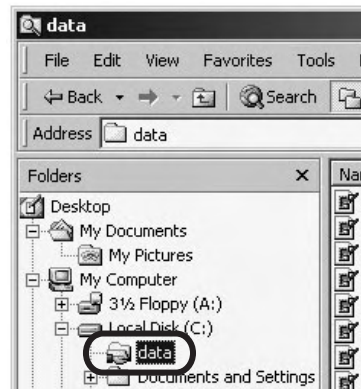 data
File Edit View Favorites Tools
Back Search
Address data
Folders
Desktop
My Documents
My Pictures
My Computer
3½ Floppy (A:)
Local Disk (C:)
data
Documents and Settings